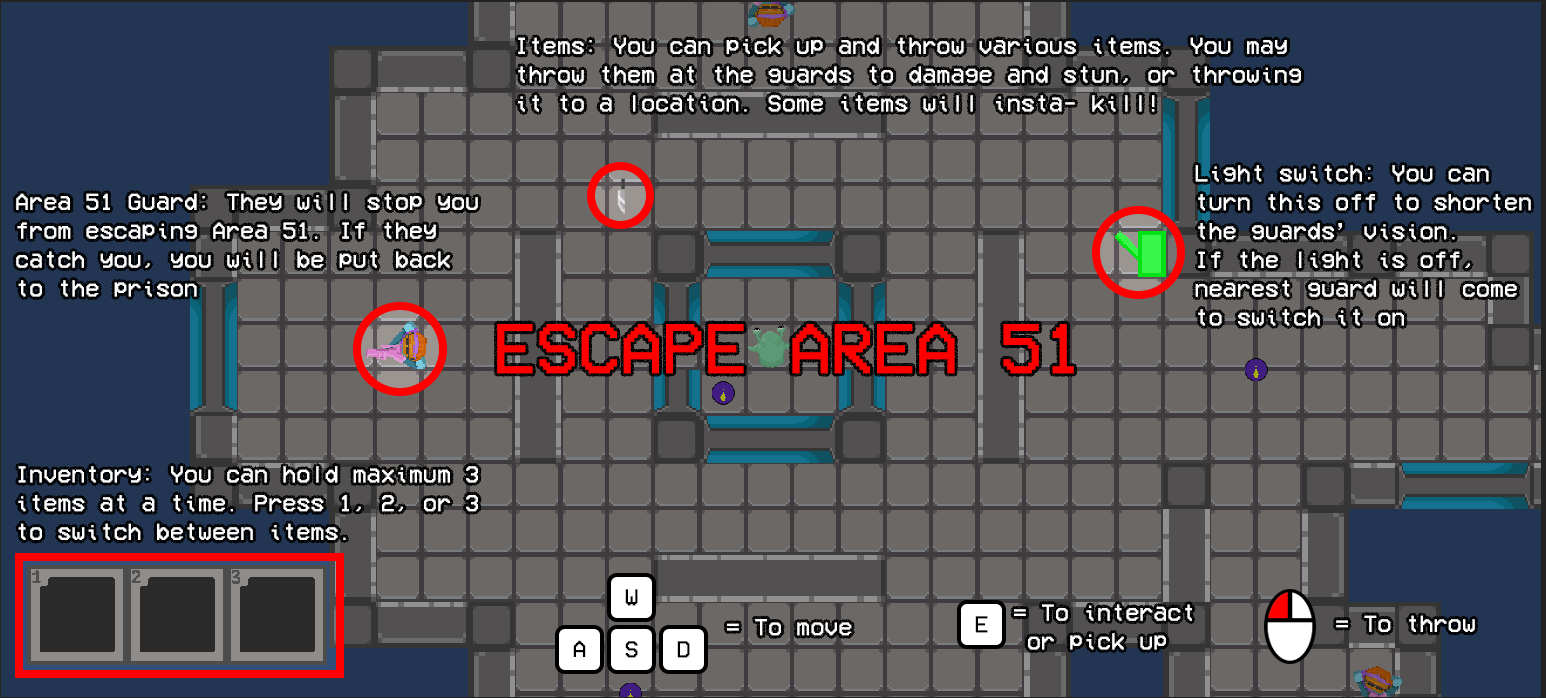 Items: You can pick up and throw various items. You may
throw them at the guards to damage and stun, or throwing
it to a location. Some items will insta- kill!
Area 51 Guard: They will stop you
from escaping Area 51. If they
catch you, you will be put back
to the prison
Light switch: You can
turn this off to shorten
the guards' vision.
If the light is off,
nearest guard will come
to switch it on
ESCAPE AREA 51
Inventory: You can hold maximum 3
items at a time. Press 1, 2, or 3
to switch between items.
1 2 3
W
A S D = To move
E = To interact
or pick up
= To throw